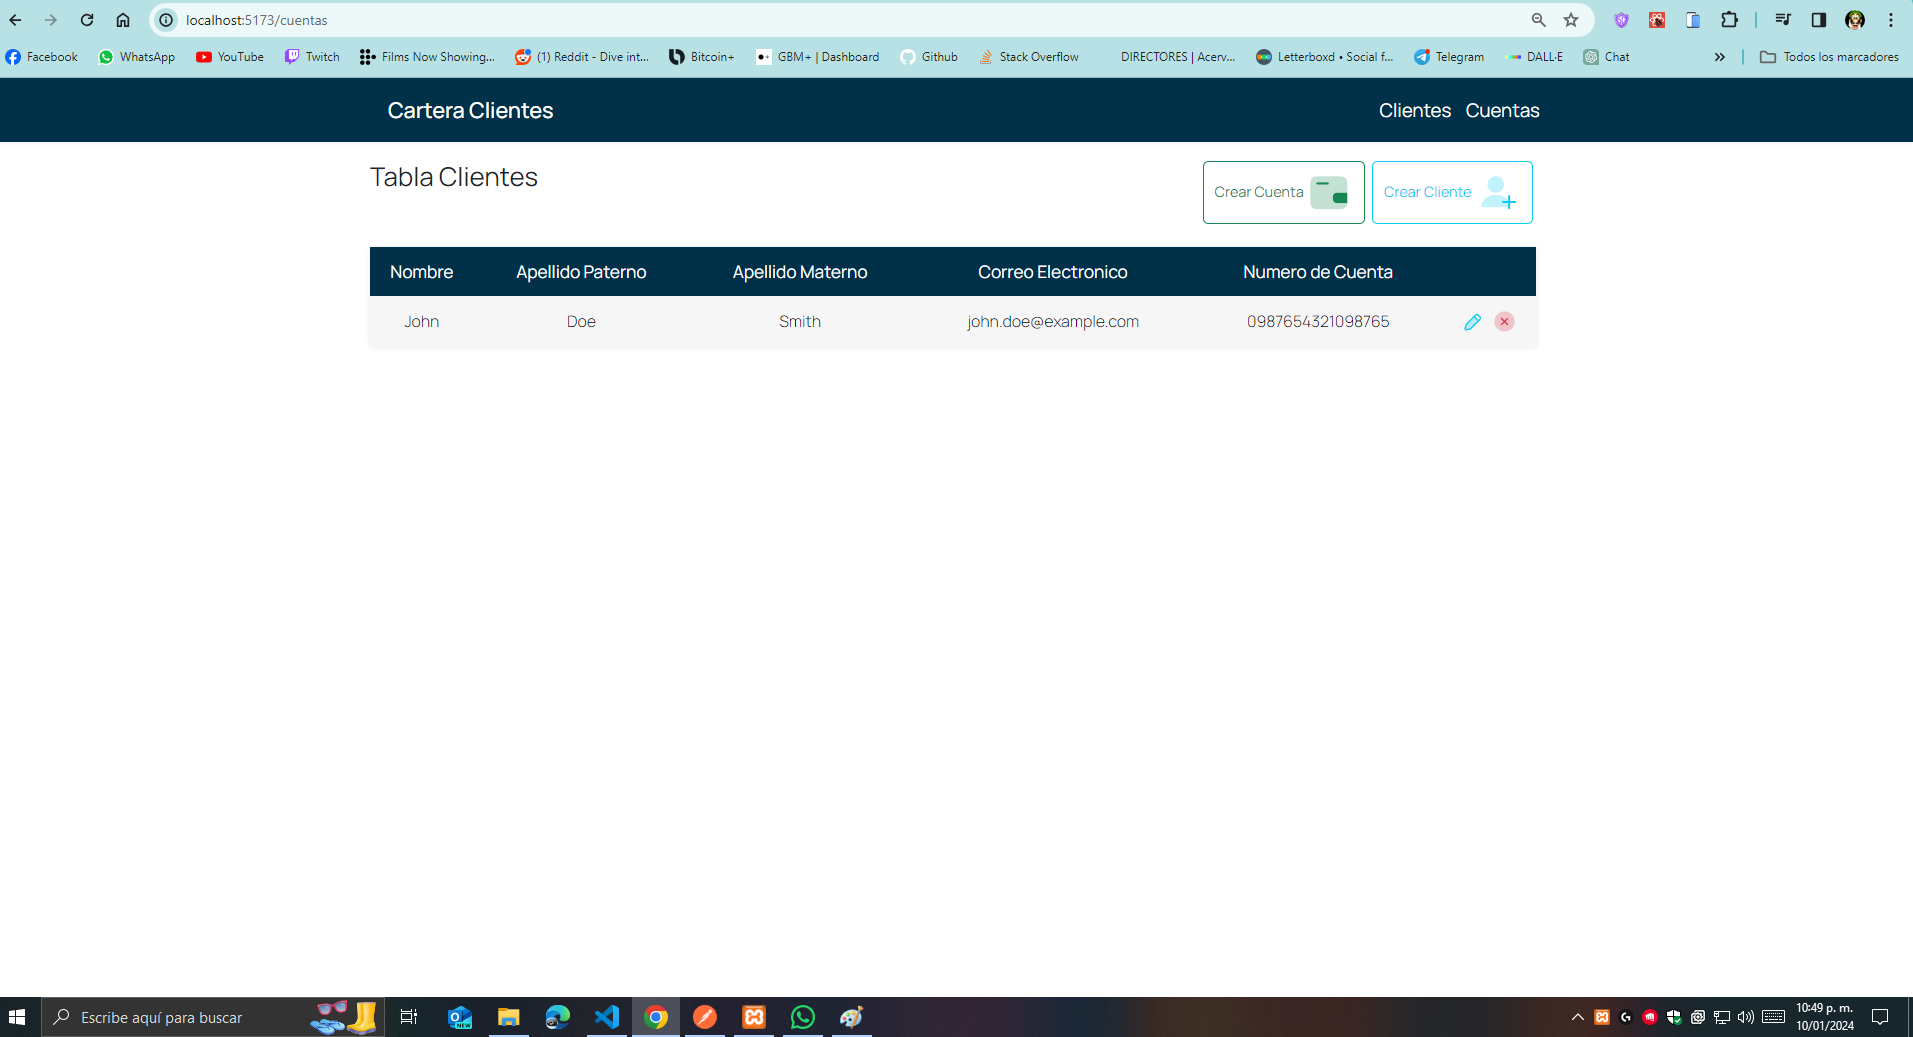 localhost:5173/cuentas
Facebook WhatsApp YouTube Twitch Films Now Showing... (1) Reddit - Dive int... Bitcoin+ GBM+ | Dashboard Github Stack Overflow DIRECTORES | Acerv... Letterboxd • Social f... Telegram DALL·E Chat » Todos los marcadores
Cartera Clientes Clientes Cuentas
Tabla Clientes Crear Cuenta Crear Cliente
Nombre Apellido Paterno Apellido Materno Correo Electronico Numero de Cuenta
John Doe Smith john.doe@example.com 0987654321098765
Escribe aquí para buscar
NEW
10:49 p. m.
10/01/2024